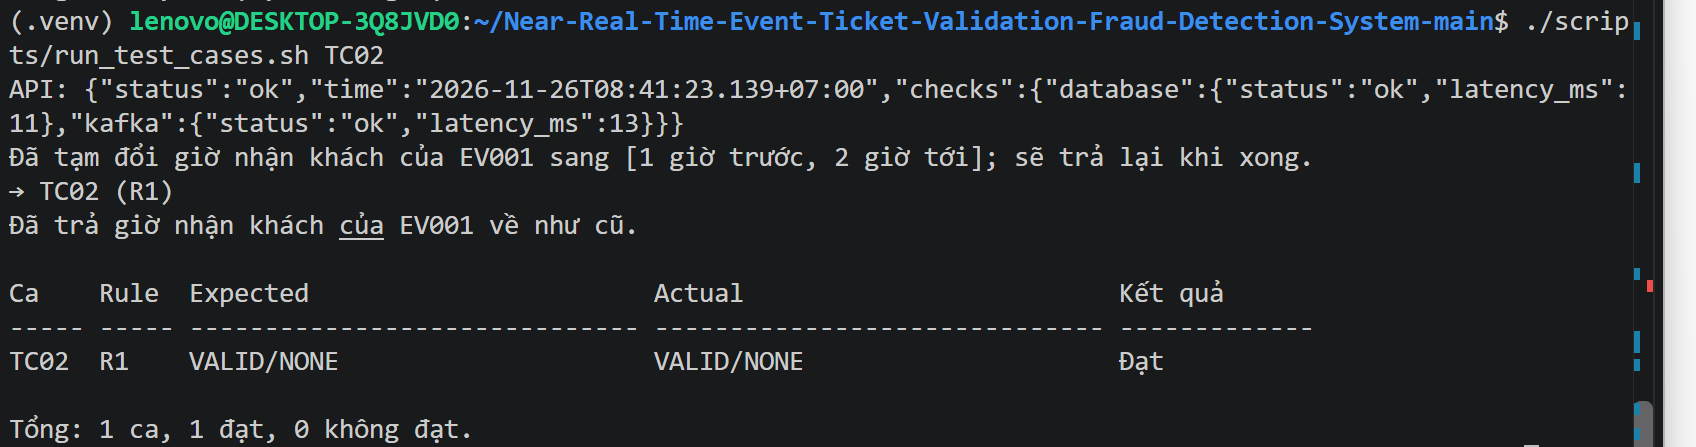 (.venv) lenovo@DESKTOP-3Q8JVD0:~/Near-Real-Time-Event-Ticket-Validation-Fraud-Detection-System-main$ ./scrip
ts/run_test_cases.sh TC02
API: {"status":"ok","time":"2026-11-26T08:41:23.139+07:00","checks":{"database":{"status":"ok","latency_ms":
11},"kafka":{"status":"ok","latency_ms":13}}}
Đã tạm đổi giờ nhận khách của EV001 sang [1 giờ trước, 2 giờ tới]; sẽ trả lại khi xong.
→ TC02 (R1)
Đã trả giờ nhận khách của EV001 về như cũ.
Ca    Rule  Expected                       Actual                         Kết quả
----- ----- ------------------------------ ------------------------------ -------------
TC02  R1    VALID/NONE                     VALID/NONE                     Đạt
Tổng: 1 ca, 1 đạt, 0 không đạt.